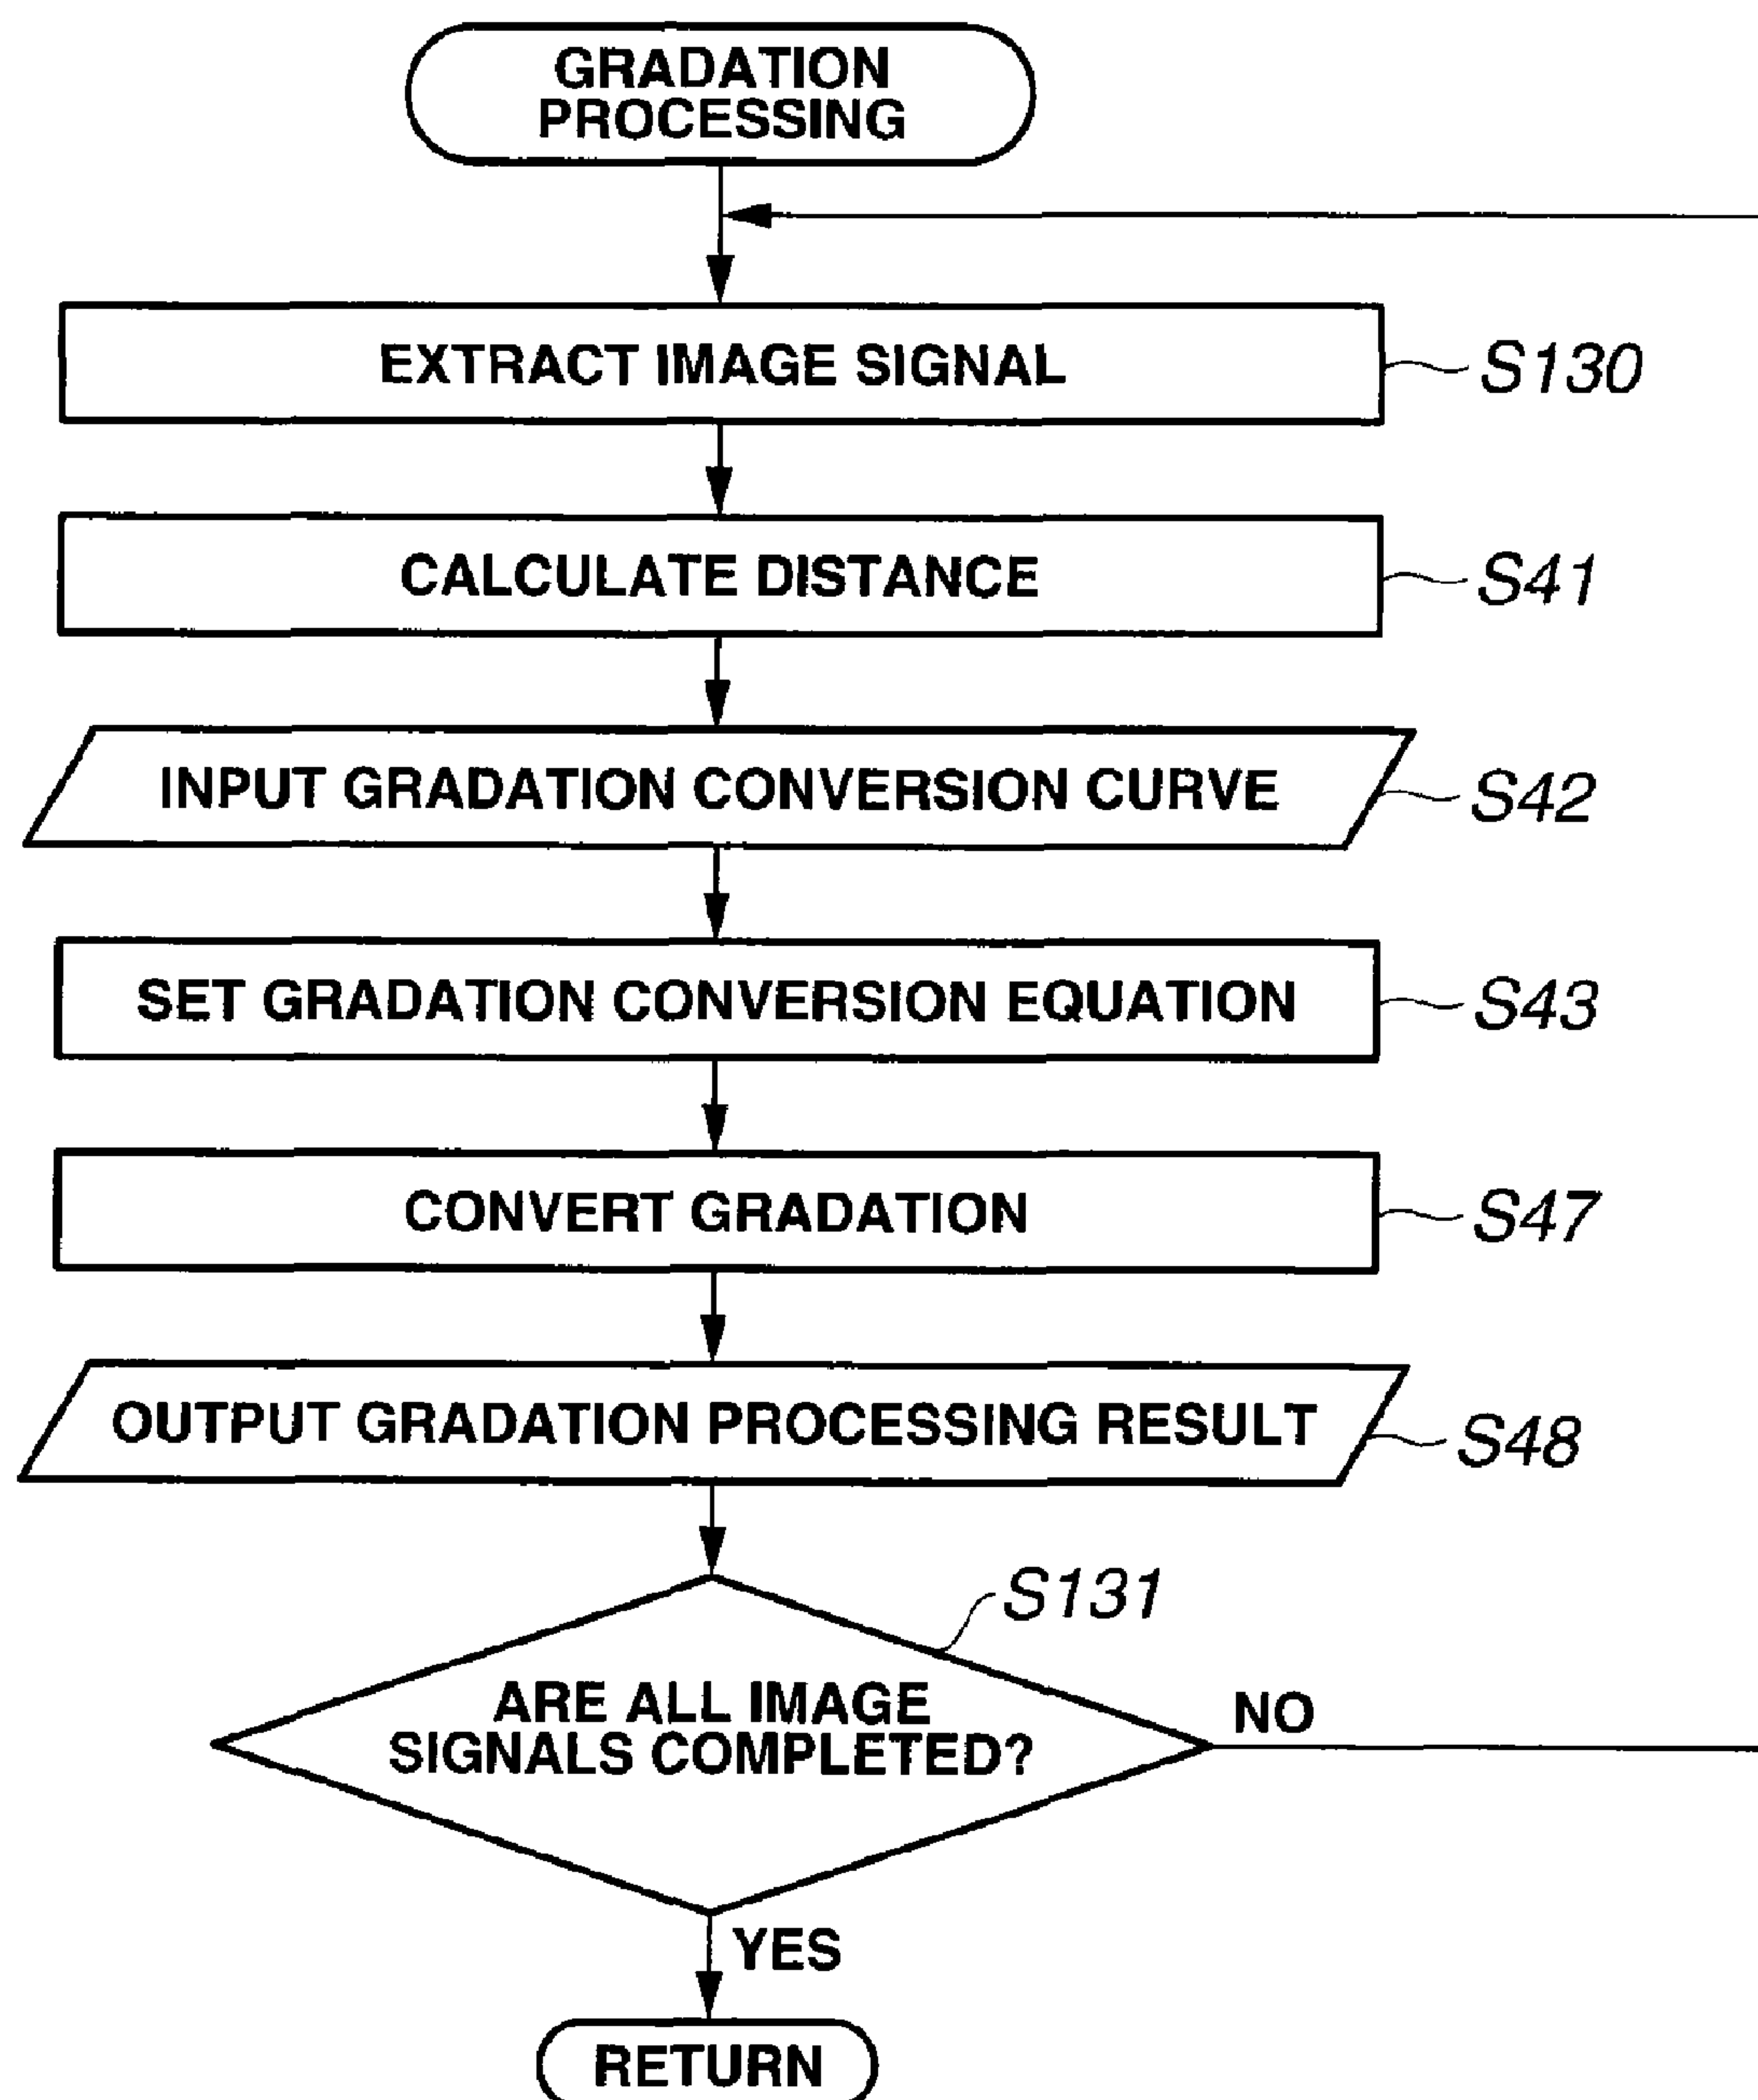 GRADATION
PROCESSING
EXTRACT IMAGE SIGNAL
S130
CALCULATE DISTANCE
S41
INPUT GRADATION CONVERSION CURVE
S42
SET GRADATION CONVERSION EQUATION
S43
CONVERT GRADATION
S47
OUTPUT GRADATION PROCESSING RESULT
S48
S131
ARE ALL IMAGE
SIGNALS COMPLETED?
NO
YES
RETURN